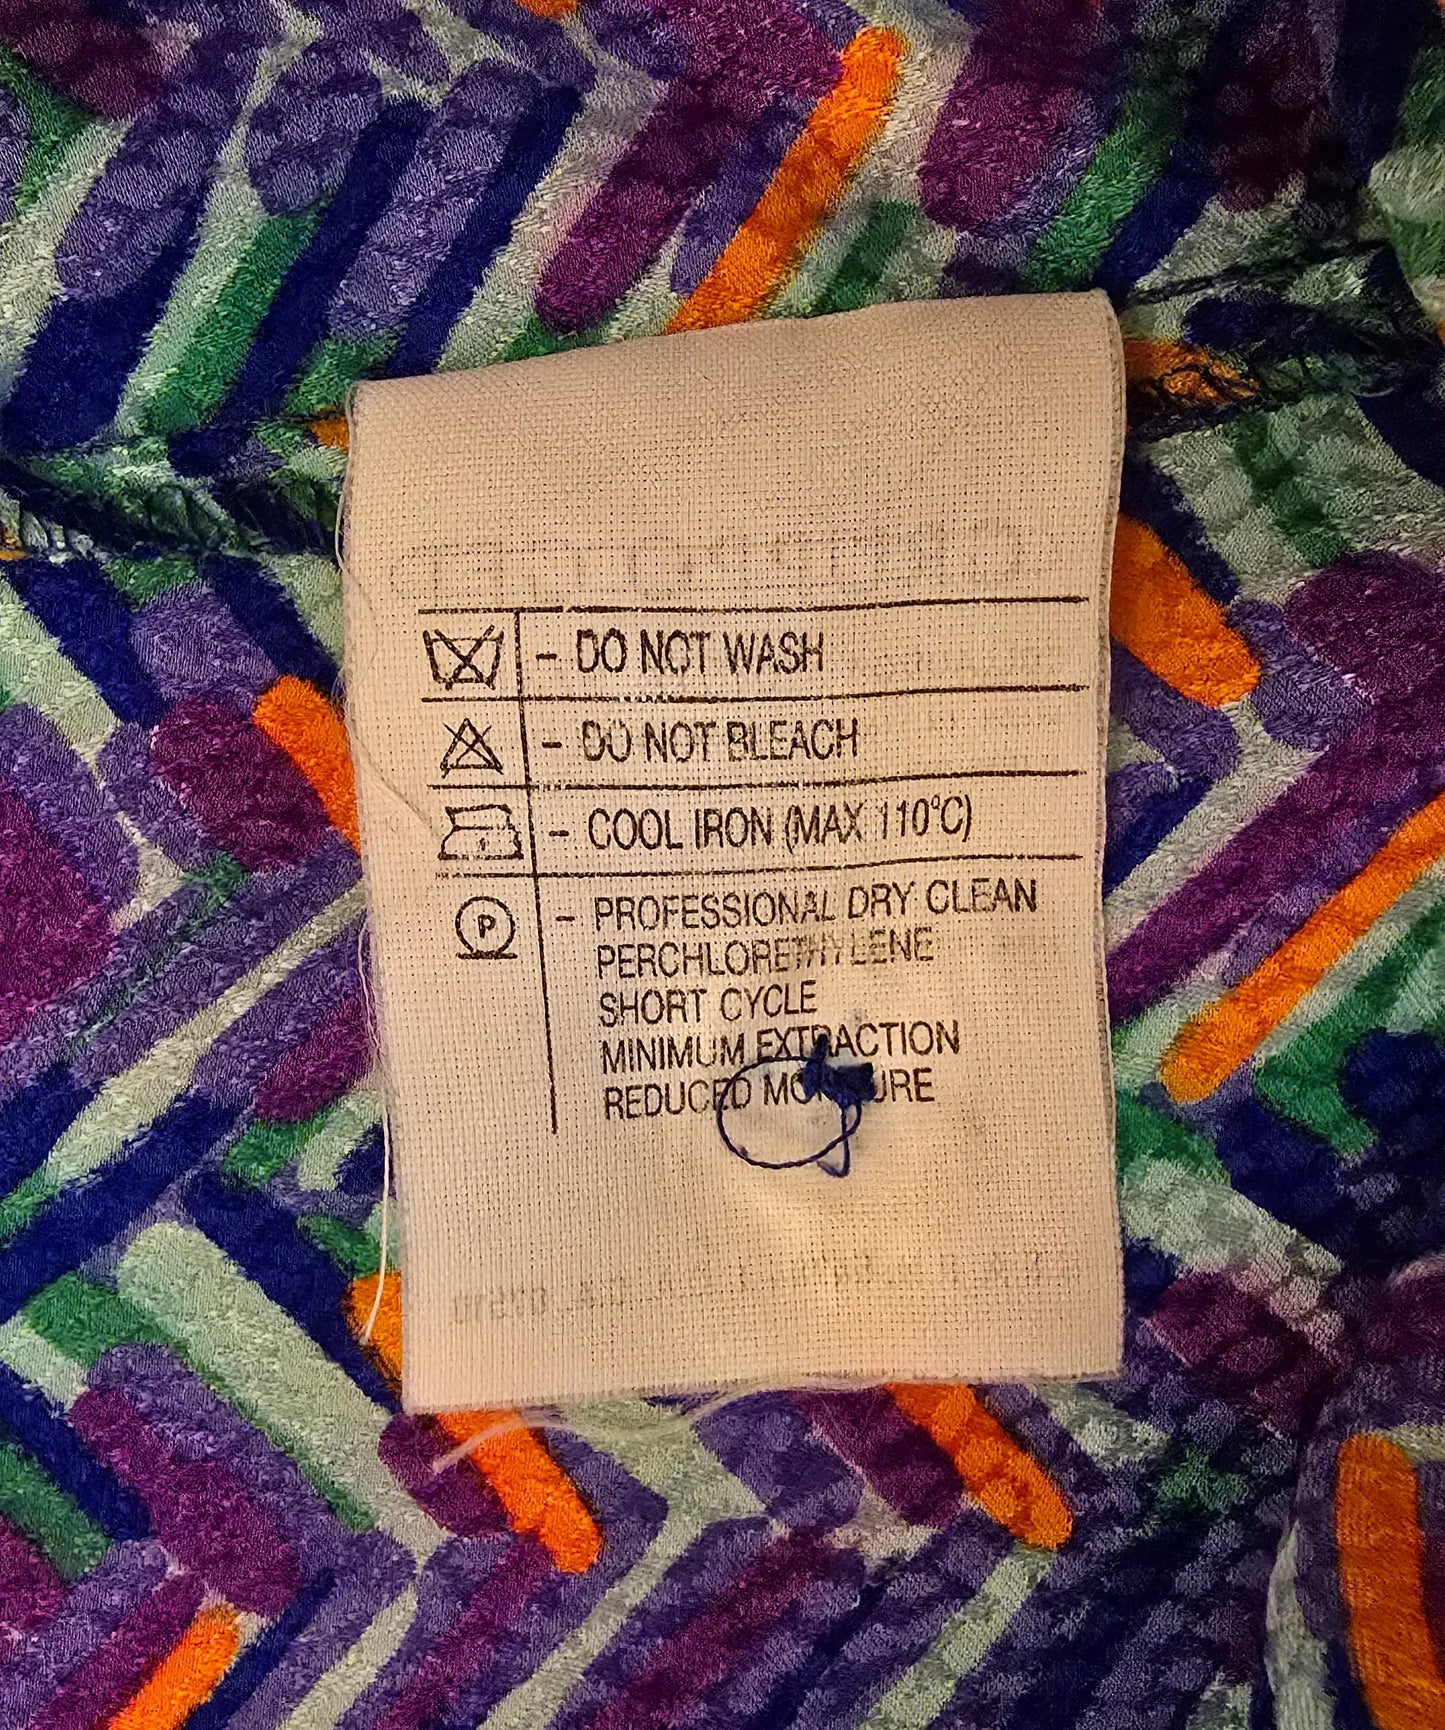 - DO NOT WASH
- DO NOT BLEACH
- COOL IRON (MAX 110°C)
P - PROFESSIONAL DRY CLEAN
PERCHLORETHYLENE
SHORT CYCLE
MINIMUM EXTRACTION
REDUCED MOISTURE